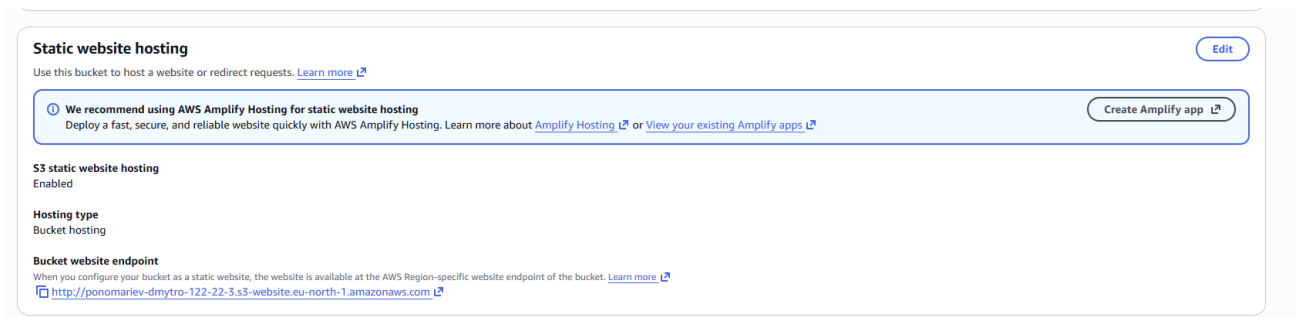 Static website hosting
Edit
Use this bucket to host a website or redirect requests. Learn more
We recommend using AWS Amplify Hosting for static website hosting
Create Amplify app
Deploy a fast, secure, and reliable website quickly with AWS Amplify Hosting. Learn more about Amplify Hosting or View your existing Amplify apps
S3 static website hosting
Enabled
Hosting type
Bucket hosting
Bucket website endpoint
When you configure your bucket as a static website, the website is available at the AWS Region-specific website endpoint of the bucket. Learn more
http://ponomariev-dmytro-122-22-3.s3-website.eu-north-1.amazonaws.com